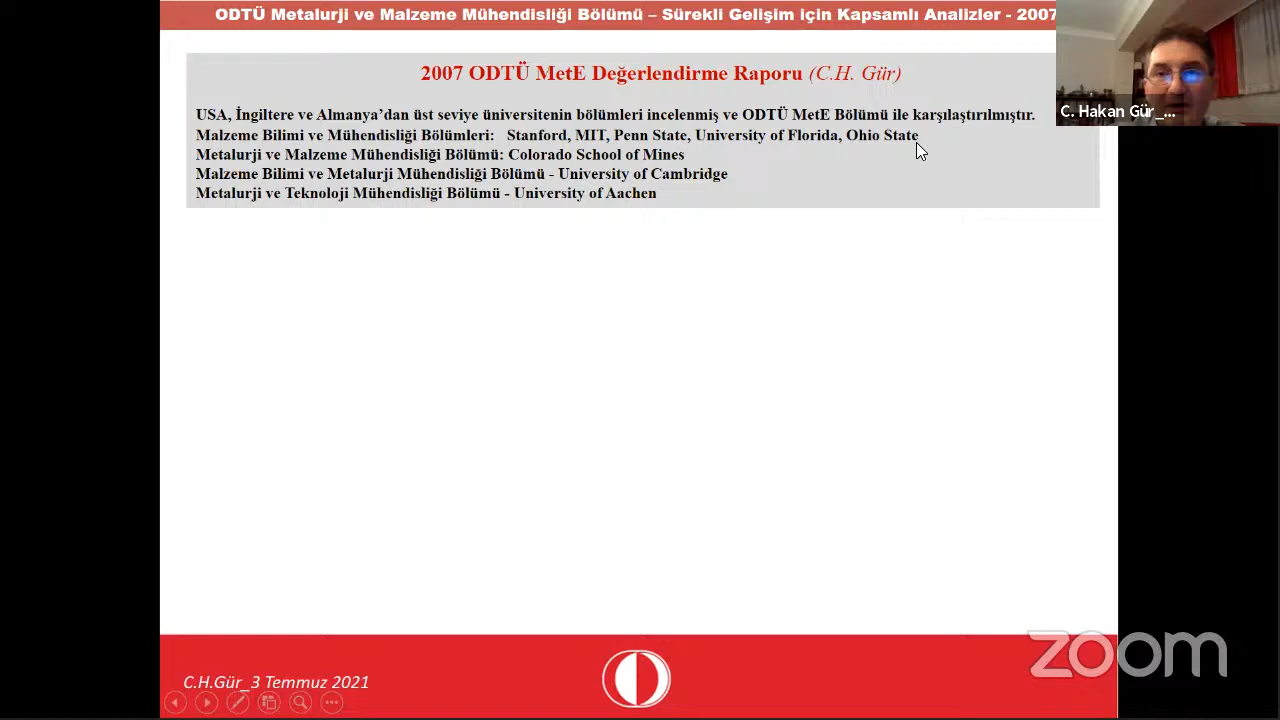 ODTÜ Metalurji ve Malzeme Mühendisliği Bölümü – Sürekli Gelişim için Kapsamlı Analizler - 2007
2007 ODTÜ MetE Değerlendirme Raporu (C.H. Gür)
USA, İngiltere ve Almanya’dan üst seviye üniversitenin bölümleri incelenmiş ve ODTÜ MetE Bölümü ile karşılaştırılmıştır.
Malzeme Bilimi ve Mühendisiği Bölümleri: Stanford, MIT, Penn State, University of Florida, Ohio State
Metalurji ve Malzeme Mühendisliği Bölümü: Colorado School of Mines
Malzeme Bilimi ve Metalurji Mühendisliği Bölümü - University of Cambridge
Metalurji ve Teknoloji Mühendisliği Bölümü - University of Aachen
C. Hakan Gür_...
C.H.Gür_3 Temmuz 2021
zoom